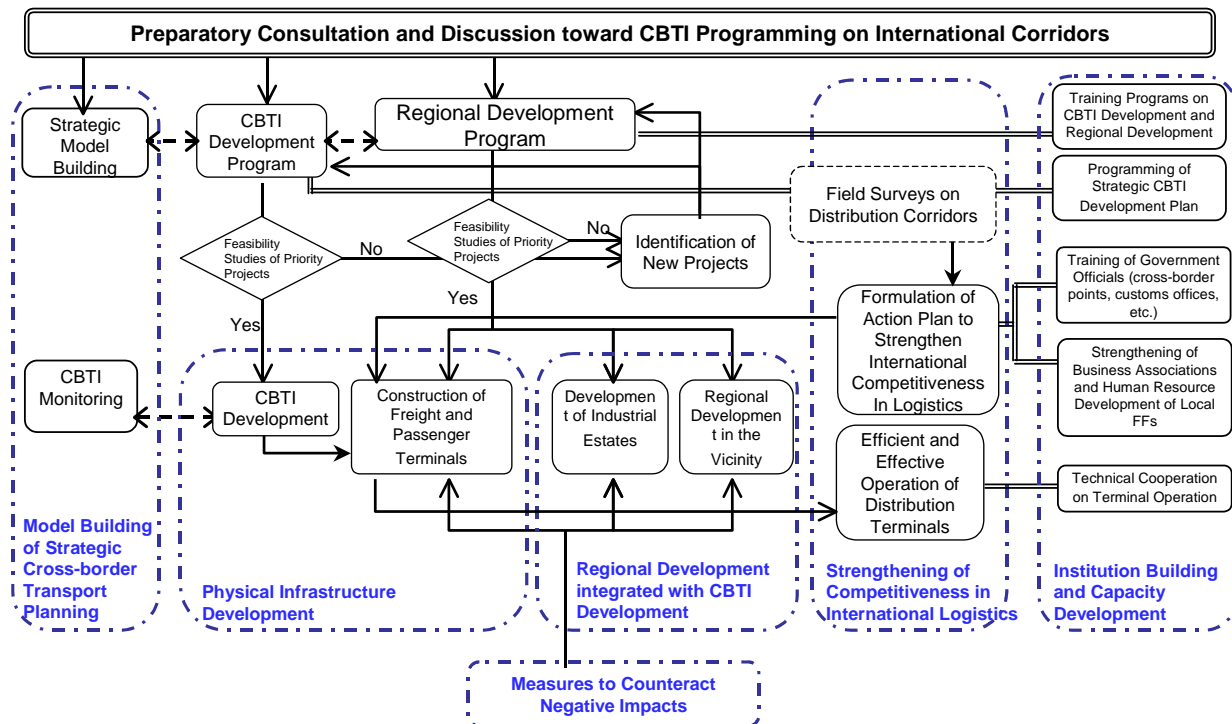 Preparatory Consultation and Discussion toward CBTI Programming on International Corridors
Strategic
Model
Building
CBTI
Development
Program
Regional Development
Program
Training Programs on
CBTI Development and
Regional Development
Field Surveys on
Distribution Corridors
Programming of
Strategic CBTI
Development Plan
Feasibility
Studies of Priority
Projects
No
Yes
Feasibility
Studies of Priority
Projects
No
Yes
Identification of
New Projects
Formulation of
Action Plan to
Strengthen
International
Competitiveness
In Logistics
Training of Government
Officials (cross-border
points, customs offices,
etc.)
Strengthening of
Business Associations
and Human Resource
Development of Local
FFs
CBTI
Monitoring
CBTI
Development
Construction of
Freight and
Passenger
Terminals
Developmen
t of Industrial
Estates
Regional
Developmen
t in the
Vicinity
Efficient and
Effective
Operation of
Distribution
Terminals
Technical Cooperation
on Terminal Operation
Model Building
of Strategic
Cross-border
Transport
Planning
Physical Infrastructure
Development
Regional Development
integrated with CBTI
Development
Strengthening of
Competitiveness in
International Logistics
Institution Building
and Capacity
Development
Measures to Counteract
Negative Impacts